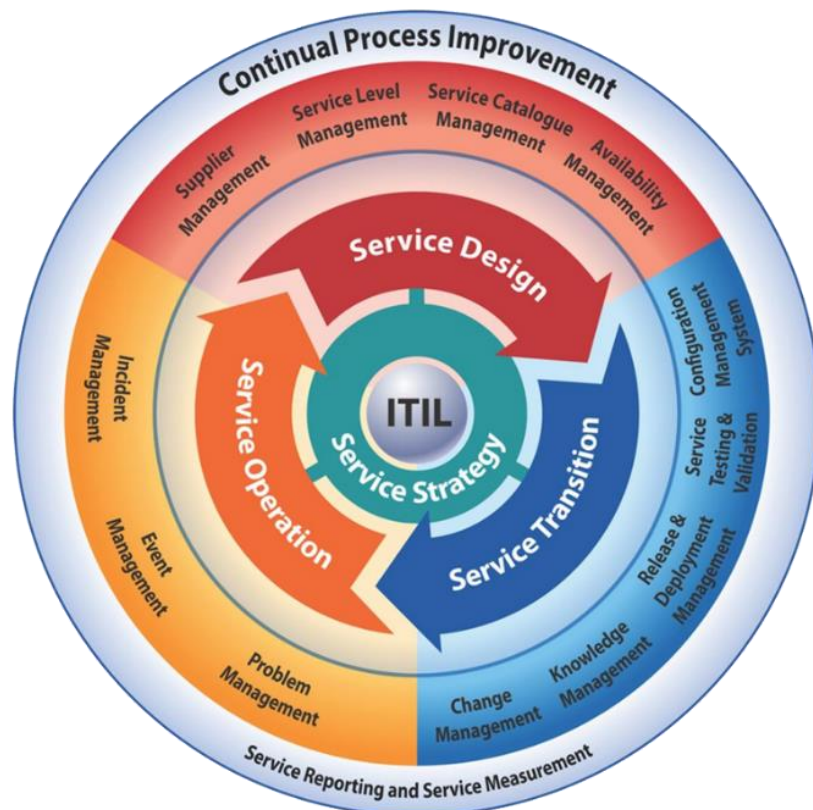 Continual Process Improvement
Supplier
Management
Service Level
Management
Service Catalogue
Management
Availability
Management
Configuration
Management
System
Service
Testing &
Validation
Release &
Deployment
Management
Knowledge
Management
Change
Management
Problem
Management
Event
Management
Incident
Management
Service Design
Service Transition
Service Operation
Service Strategy
ITIL
Service Reporting and Service Measurement